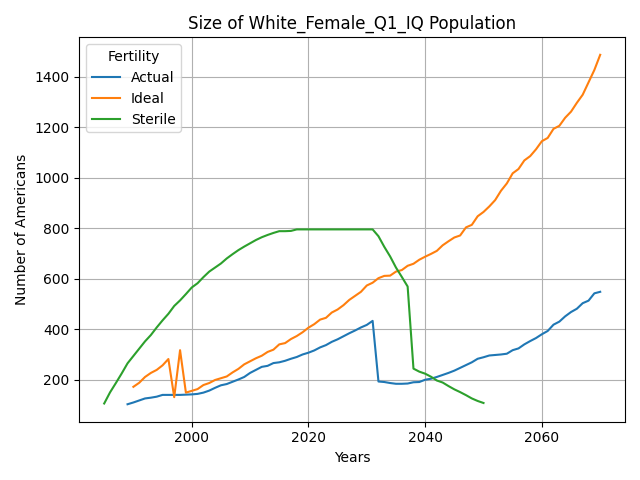 Size of White_Female_Q1_IQ Population
Fertility
Actual
Ideal
Sterile
Number of Americans
1400
1200
1000
800
600
400
200
2000
2020
2040
2060
Years